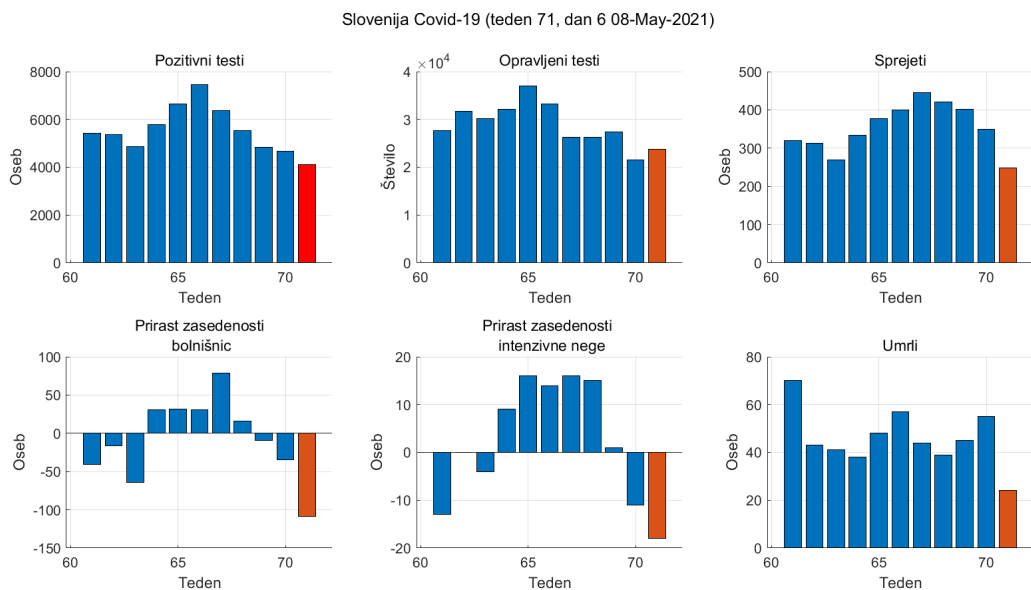 Slovenija Covid-19 (teden 71, dan 6 08-May-2021)
Pozitivni testi
8000
6000
4000
2000
0
Oseb
60
65
70
Teden
Opravljeni testi
×10⁴
4
3
2
1
0
Število
60
65
70
Teden
Sprejeti
500
400
300
200
100
0
Oseb
60
65
70
Teden
Prirast zasedenosti
bolnišnic
100
50
0
-50
-100
-150
Oseb
60
65
70
Teden
Prirast zasedenosti
intenzivne nege
20
10
0
-10
-20
Oseb
60
65
70
Teden
Umrli
80
60
40
20
0
Oseb
60
65
70
Teden